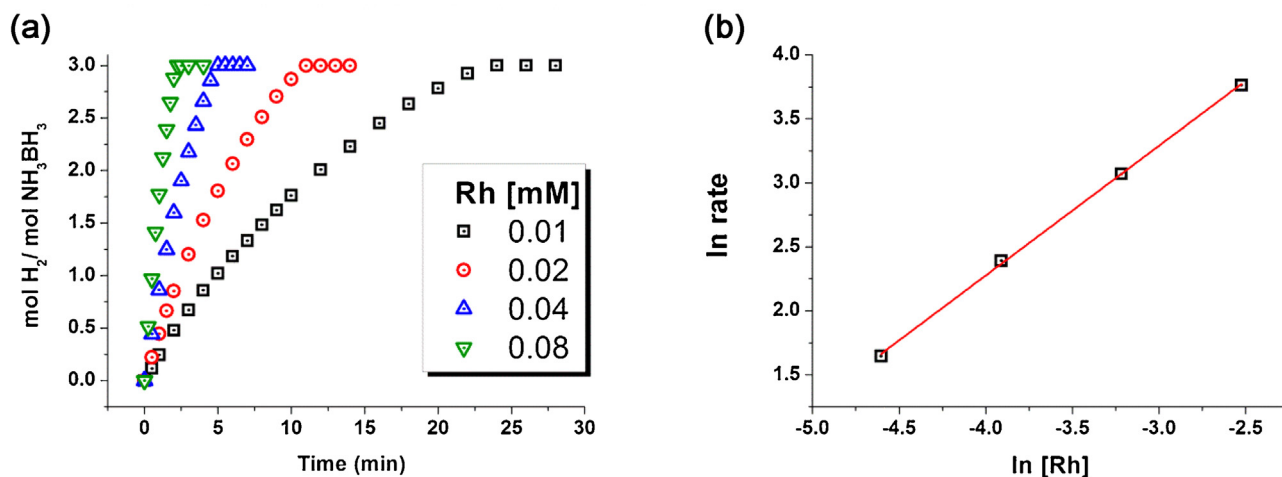 (a)
mol H₂/ mol NH₃BH₃
3.0
2.5
2.0
1.5
1.0
0.5
0.0
0 5 10 15 20 25 30
Time (min)
Rh [mM]
0.01
0.02
0.04
0.08
(b)
ln rate
4.0
3.5
3.0
2.5
2.0
1.5
-5.0 -4.5 -4.0 -3.5 -3.0 -2.5
ln [Rh]